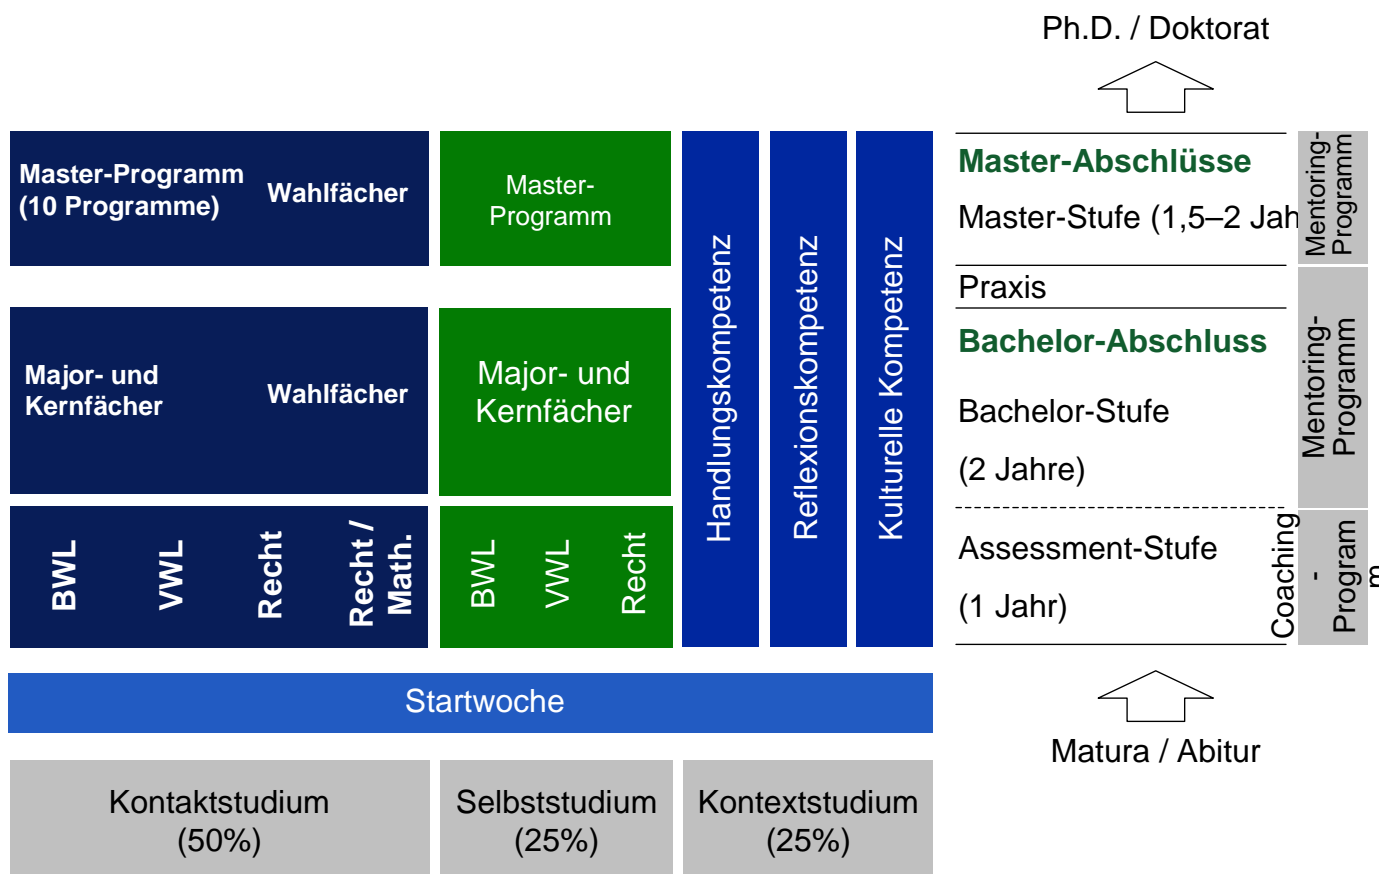 Ph.D. / Doktorat
Master-Programm
(10 Programme)
Wahlfächer
Master-
Programm
Handlungskompetenz
Reflexionskompetenz
Kulturelle Kompetenz
Master-Abschlüsse
Master-Stufe (1,5–2 Jah
Mentoring-
Programm
Praxis
Major- und
Kernfächer
Wahlfächer
Major- und
Kernfächer
Bachelor-Abschluss
Bachelor-Stufe
(2 Jahre)
Mentoring-
Programm
BWL
VWL
Recht
Recht /
Math.
BWL
VWL
Recht
Assessment-Stufe
(1 Jahr)
Coaching
-
Program
m
Startwoche
Matura / Abitur
Kontaktstudium
(50%)
Selbststudium
(25%)
Kontextstudium
(25%)